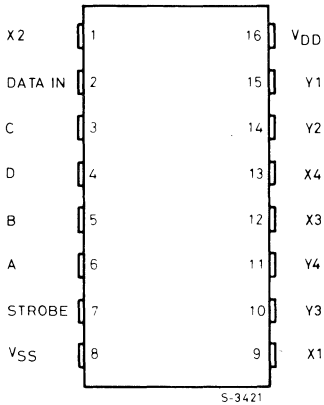 X2 1 16 VDD
DATA IN 2 15 Y1
C 3 14 Y2
D 4 13 X4
B 5 12 X3
A 6 11 Y4
STROBE 7 10 Y3
VSS 8 9 X1
S-3421